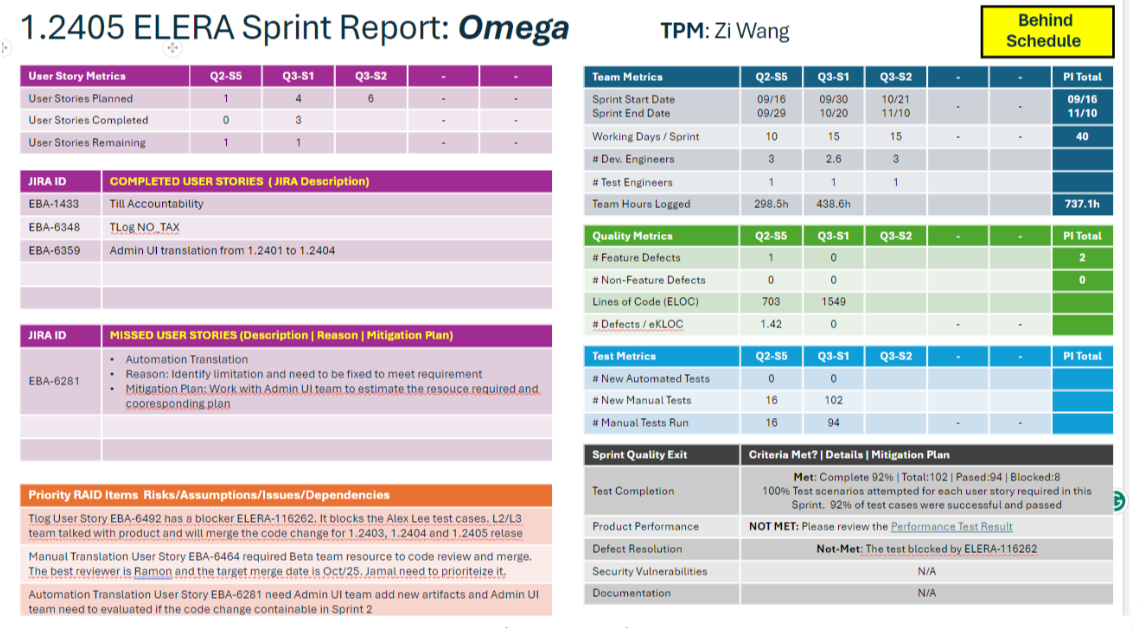 1.2405 ELERA Sprint Report: Omega
TPM: Zi Wang
Behind
Schedule
User Story Metrics Q2-S5 Q3-S1 Q3-S2 - -
User Stories Planned 1 4 6 - -
User Stories Completed 0 3 - -
User Stories Remaining 1 1 - -
JIRA ID COMPLETED USER STORIES (JIRA Description)
EBA-1433 Till Accountability
EBA-6348 TLog NO_TAX
EBA-6359 Admin UI translation from 1.2401 to 1.2404
JIRA ID MISSED USER STORIES (Description | Reason | Mitigation Plan)
EBA-6281
• Automation Translation
• Reason: Identify limitation and need to be fixed to meet requirement
• Mitigation Plan: Work with Admin UI team to estimate the resouce required and
cooresponding plan
Priority RAID Items Risks/Assumptions/Issues/Dependencies
Tlog User Story EBA-6492 has a blocker ELERA-116262. It blocks the Alex Lee test cases. L2/L3
team talked with product and will merge the code change for 1.2403, 1.2404 and 1.2405 relase
Manual Translation User Story EBA-6464 required Beta team resource to code review and merge.
The best reviewer is Ramon and the target merge date is Oct/25. Jamal need to prioriteize it.
Automation Translation User Story EBA-6281 need Admin UI team add new artifacts and Admin UI
team need to evaluated if the code change containable in Sprint 2
Team Metrics Q2-S5 Q3-S1 Q3-S2 - - PI Total
Sprint Start Date 09/16 09/30 10/21 - - 09/16
Sprint End Date 09/29 10/20 11/10 11/10
Working Days / Sprint 10 15 15 - - 40
# Dev. Engineers 3 2.6 3
# Test Engineers 1 1 1
Team Hours Logged 298.5h 438.6h 737.1h
Quality Metrics Q2-S5 Q3-S1 Q3-S2 - - PI Total
# Feature Defects 1 0 2
# Non-Feature Defects 0 0 0
Lines of Code (ELOC) 703 1549
# Defects / eKLOC 1.42 0 - -
Test Metrics Q2-S5 Q3-S1 Q3-S2 - - PI Total
# New Automated Tests 0 0
# New Manual Tests 16 102
# Manual Tests Run 16 94 - -
Sprint Quality Exit Criteria Met? | Details | Mitigation Plan
Test Completion
Met: Complete 92% | Total:102 | Pased:94 | Blocked:8
100% Test scenarios attempted for each user story required in this
Sprint. 92% of test cases were successful and passed
Product Performance NOT MET: Please review the Performance Test Result
Defect Resolution Not-Met: The test blocked by ELERA-116262
Security Vulnerabilities N/A
Documentation N/A